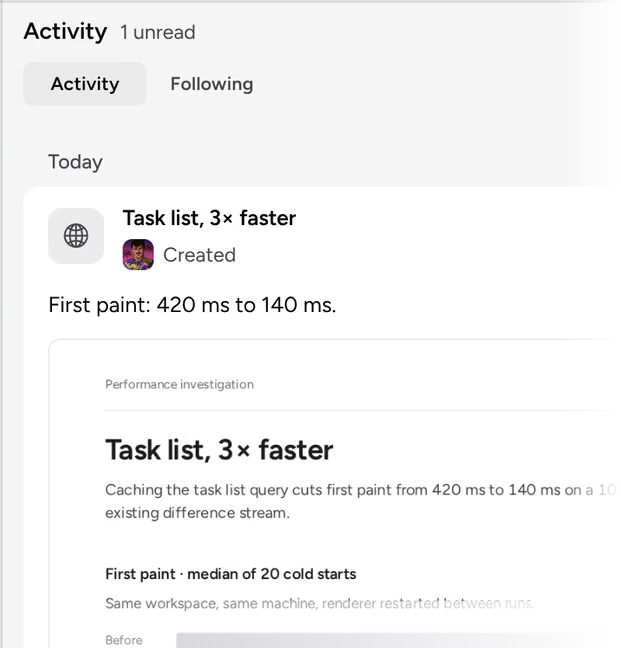 Activity 1 unread
Activity Following
Today
Task list, 3× faster
Created
First paint: 420 ms to 140 ms.
Performance investigation
Task list, 3× faster
Caching the task list query cuts first paint from 420 ms to 140 ms on a 10
existing difference stream.
First paint · median of 20 cold starts
Same workspace, same machine, renderer restarted between runs.
Before